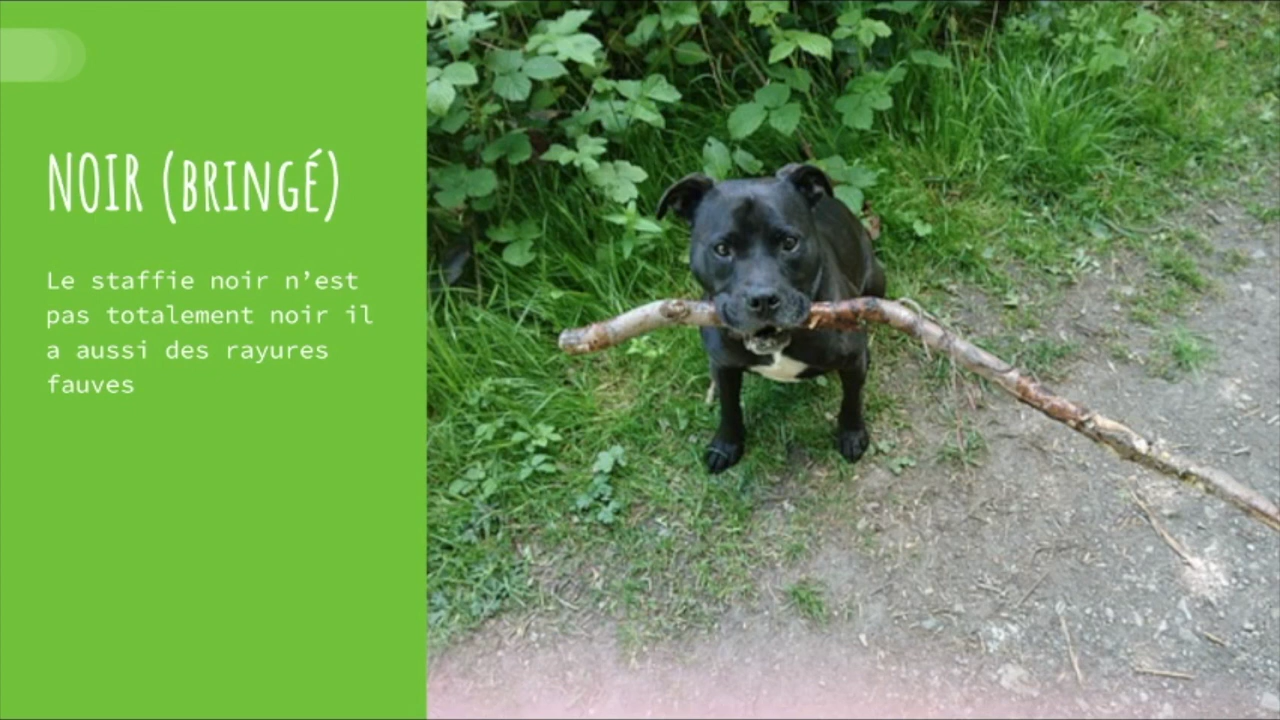 NOIR (BRINGÉ)
Le staffie noir n’est
pas totalement noir il
a aussi des rayures
fauves